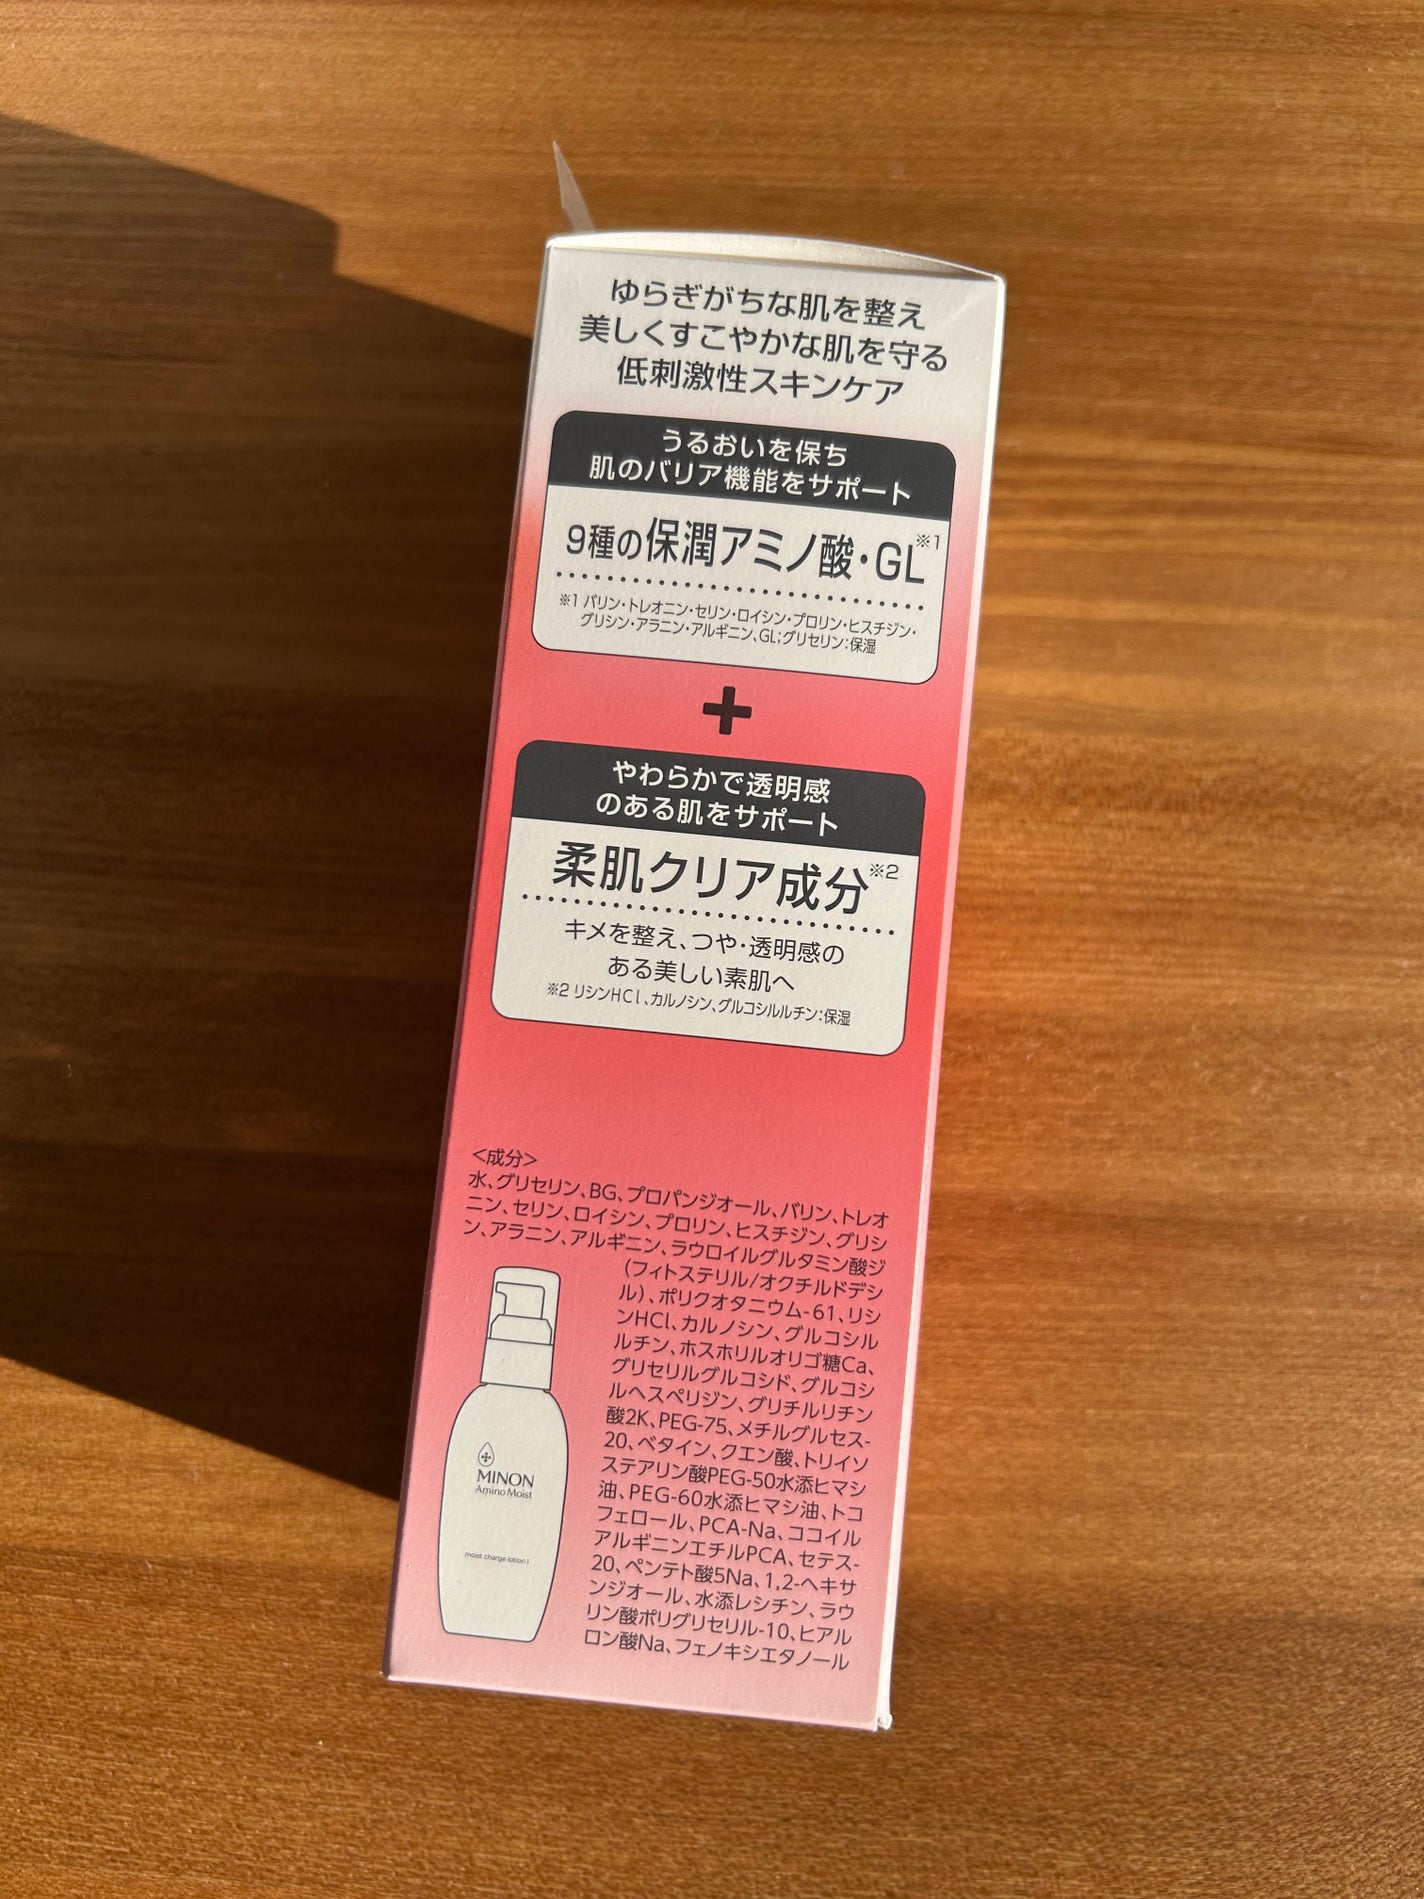 ゆらぎがちな肌を整え
美しくすこやかな肌を守る
低刺激性スキンケア
うるおいを保ち
肌のバリア機能をサポート
9種の保潤アミノ酸・GL※1
※1 バリン・トレオニン・セリン・ロイシン・プロリン・ヒスチジン・
グリシン・アラニン・アルギニン、GL;グリセリン:保湿
+
やわらかで透明感
のある肌をサポート
柔肌クリア成分※2
キメを整え、つや・透明感の
ある美しい素肌へ
※2 リシンHCl、カルノシン、グルコシルルチン:保湿
<成分>
水、グリセリン、BG、プロパンジオール、バリン、トレオ
ニン、セリン、ロイシン、プロリン、ヒスチジン、グリシ
ン、アラニン、アルギニン、ラウロイルグルタミン酸ジ
(フィトステリル/オクチルドデシ
ル)、ポリクオタニウム-61、リシ
ンHCl、カルノシン、グルコシル
ルチン、ホスホリルオリゴ糖Ca、
グリセリルグルコシド、グルコシ
ルヘスペリジン、グリチルリチン
酸2K、PEG-75、メチルグルセス-
20、ベタイン、クエン酸、トリイソ
ステアリン酸PEG-50水添ヒマシ
油、PEG-60水添ヒマシ油、トコ
フェロール、PCA-Na、ココイル
アルギニンエチルPCA、セテス-
20、ペンテト酸5Na、1,2-ヘキサ
ンジオール、水添レシチン、ラウ
リン酸ポリグリセリル-10、ヒアル
ロン酸Na、フェノキシエタノール
MINON
Amino Moist
moist charge lotion I